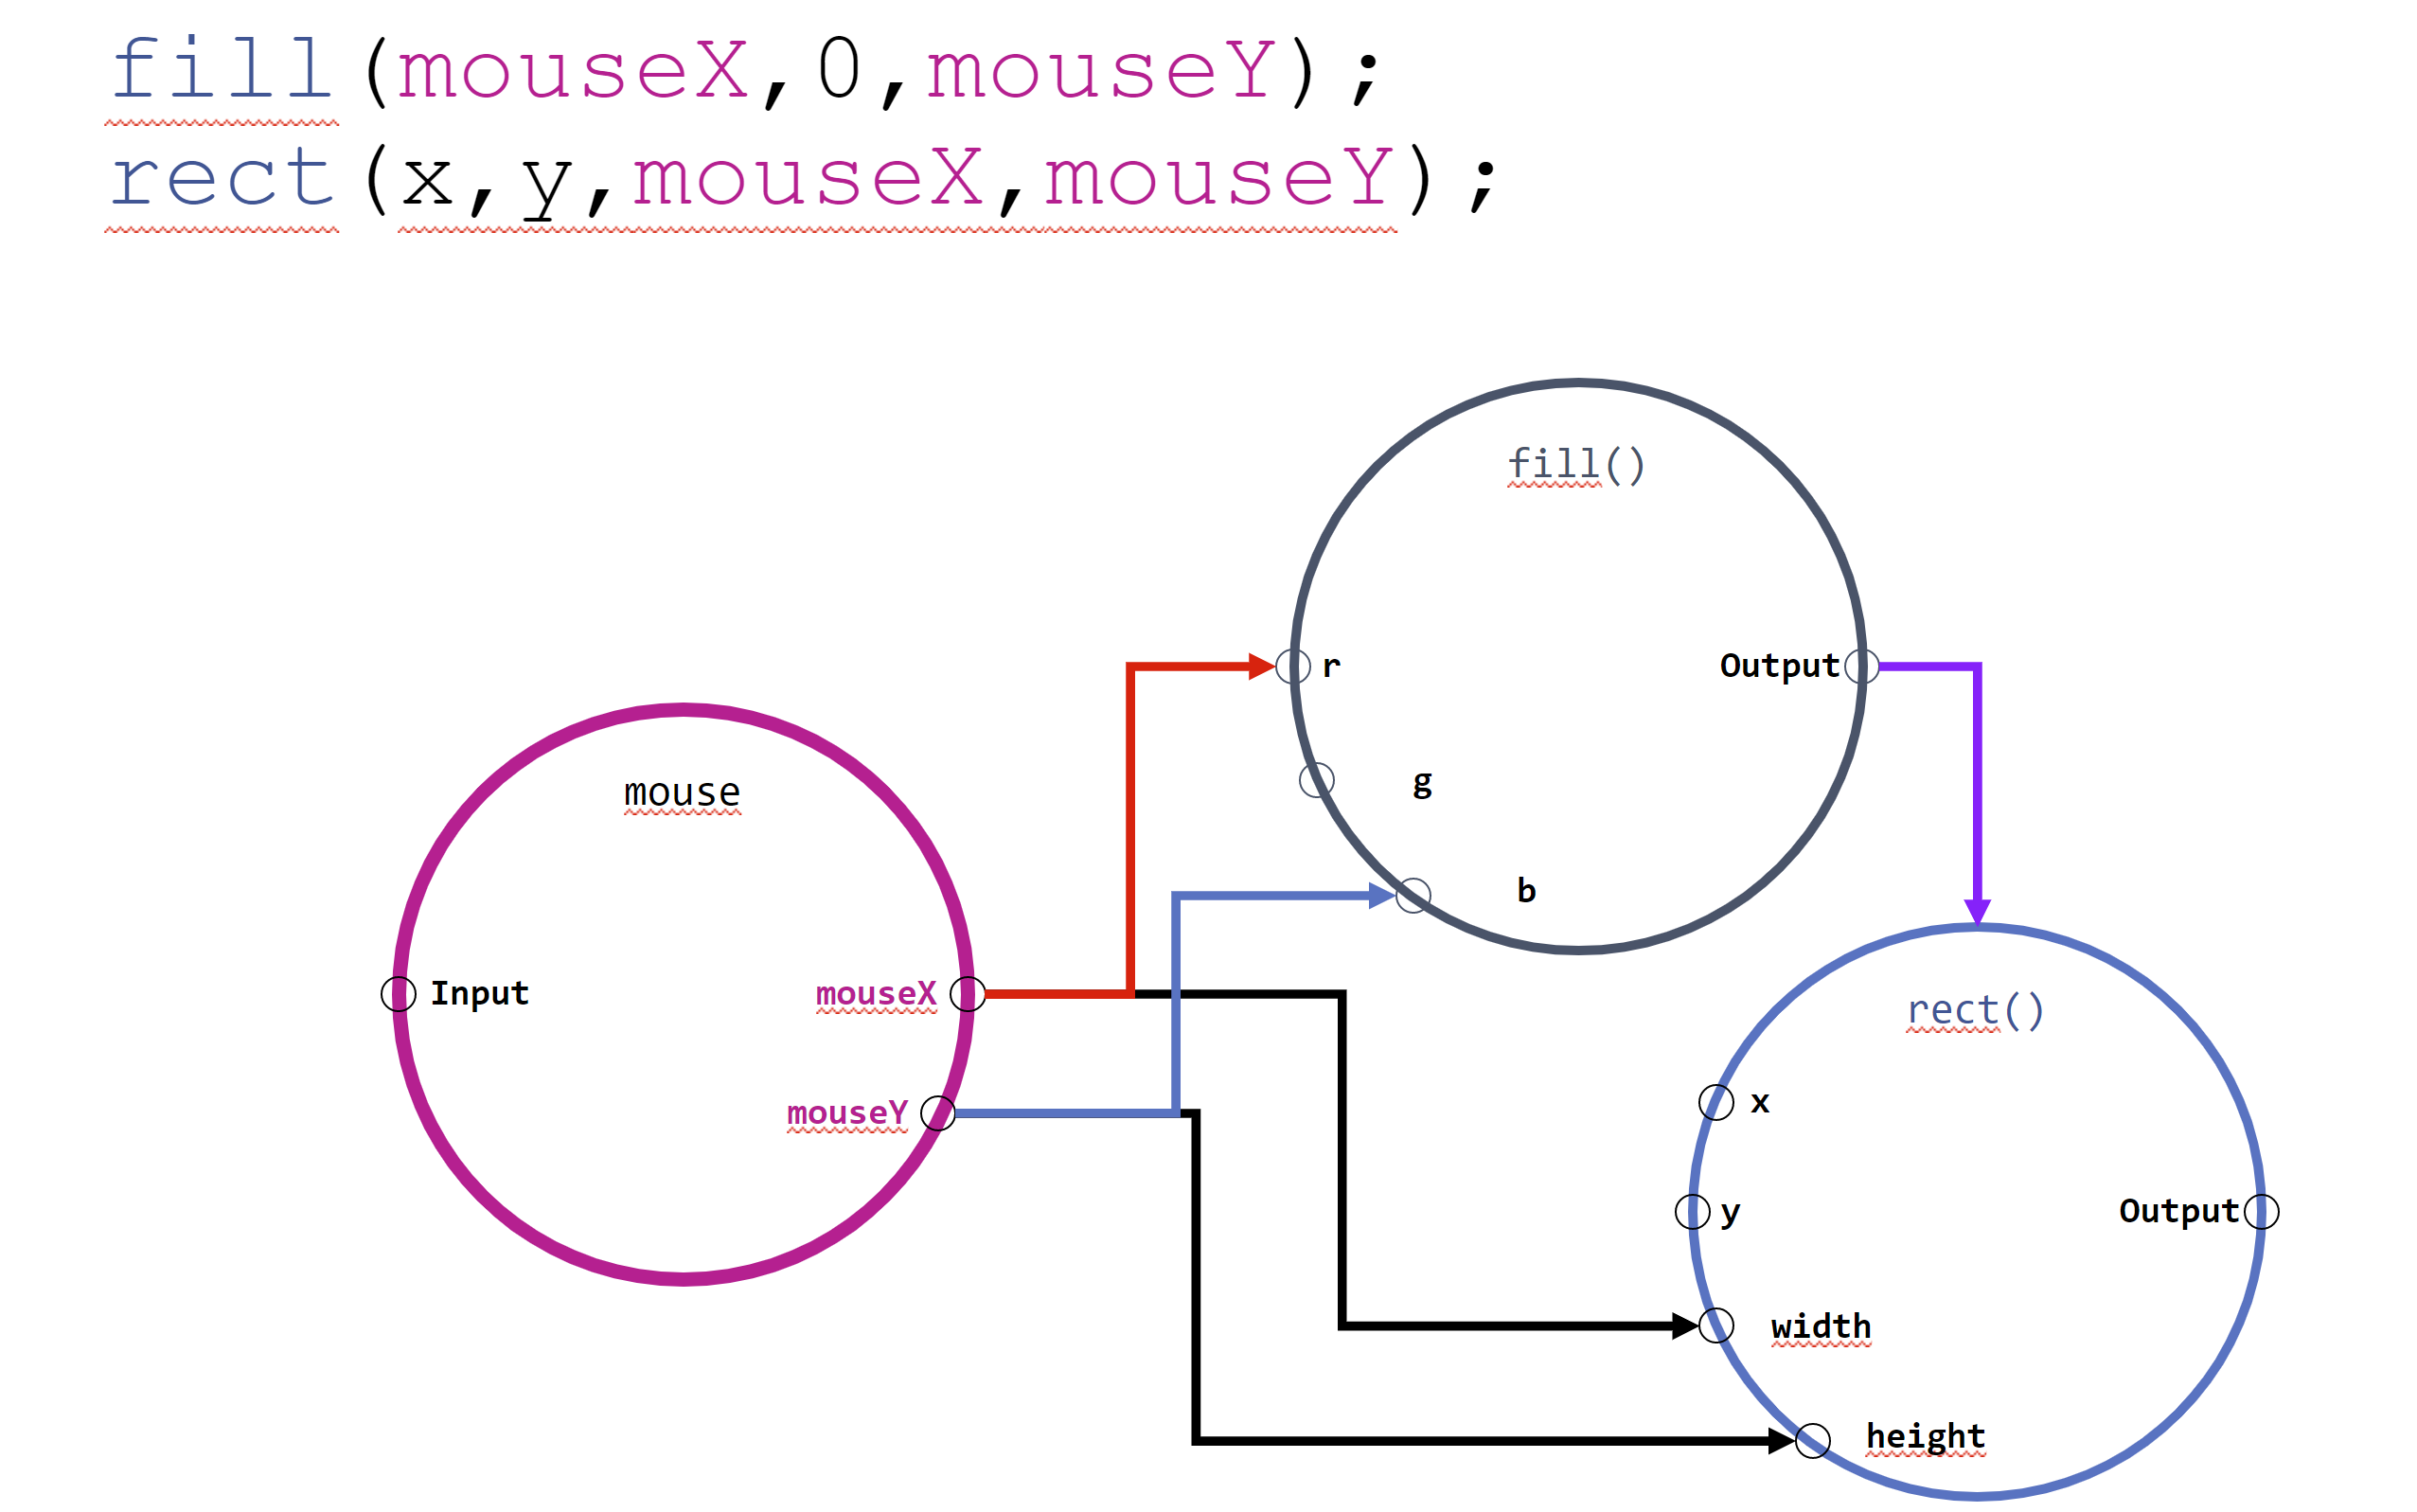 fill(mouseX,0,mouseY);
rect(x,y,mouseX,mouseY);
fill()
r
Output
g
b
mouse
Input
mouseX
mouseY
rect()
x
y
Output
width
height